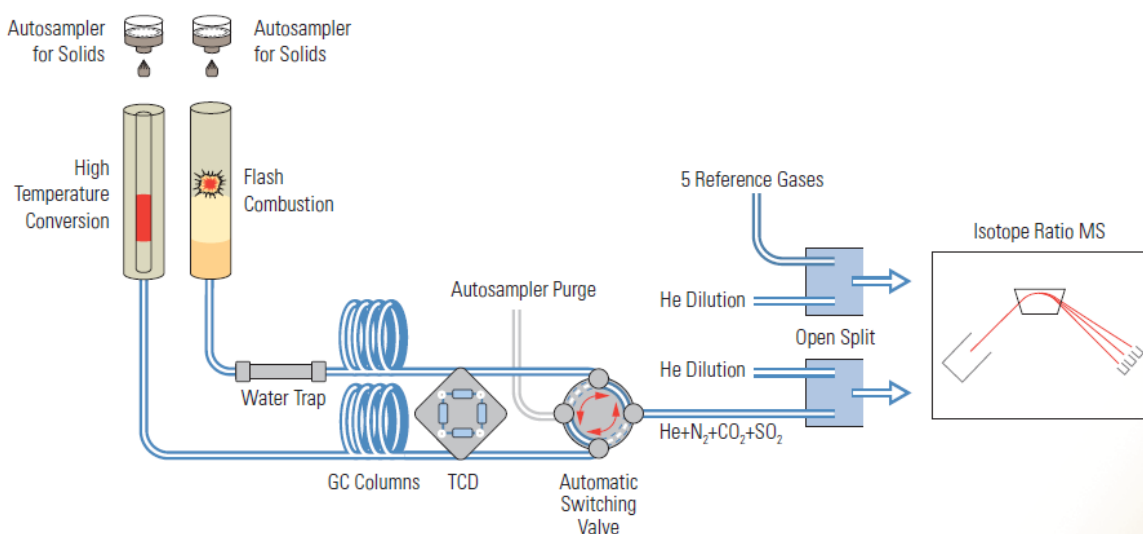 Autosampler
for Solids
Autosampler
for Solids
High
Temperature
Conversion
Flash
Combustion
5 Reference Gases
Isotope Ratio MS
Autosampler Purge
He Dilution
Open Split
He Dilution
Water Trap
He+N₂+CO₂+SO₂
GC Columns
TCD
Automatic
Switching
Valve